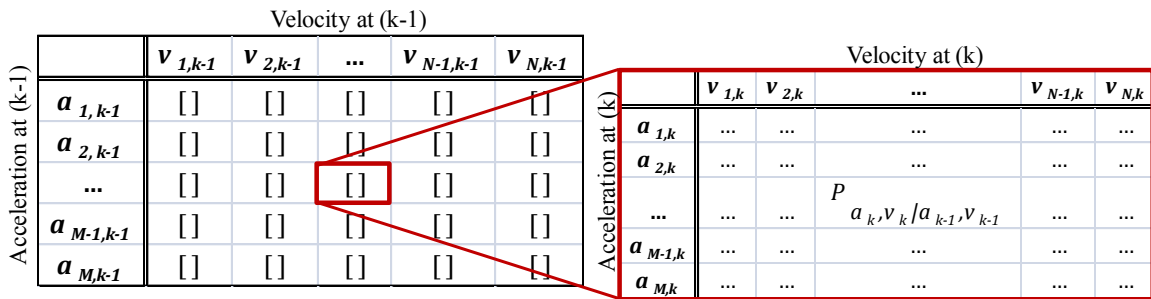 Velocity at (k-1)
v 1,k-1 v 2,k-1 ... v N-1,k-1 v N,k-1
Acceleration at (k-1)
a 1,k-1 [ ] [ ] [ ] [ ] [ ]
a 2,k-1 [ ] [ ] [ ] [ ] [ ]
... [ ] [ ] [ ] [ ] [ ]
a M-1,k-1 [ ] [ ] [ ] [ ] [ ]
a M,k-1 [ ] [ ] [ ] [ ] [ ]
Velocity at (k)
v 1,k v 2,k ... v N-1,k v N,k
Acceleration at (k)
a 1,k ... ... ... ... ...
a 2,k ... ... ... ... ...
... ... ... P a k ,v k /a k-1 ,v k-1 ... ...
a M-1,k ... ... ... ... ...
a M,k ... ... ... ... ...